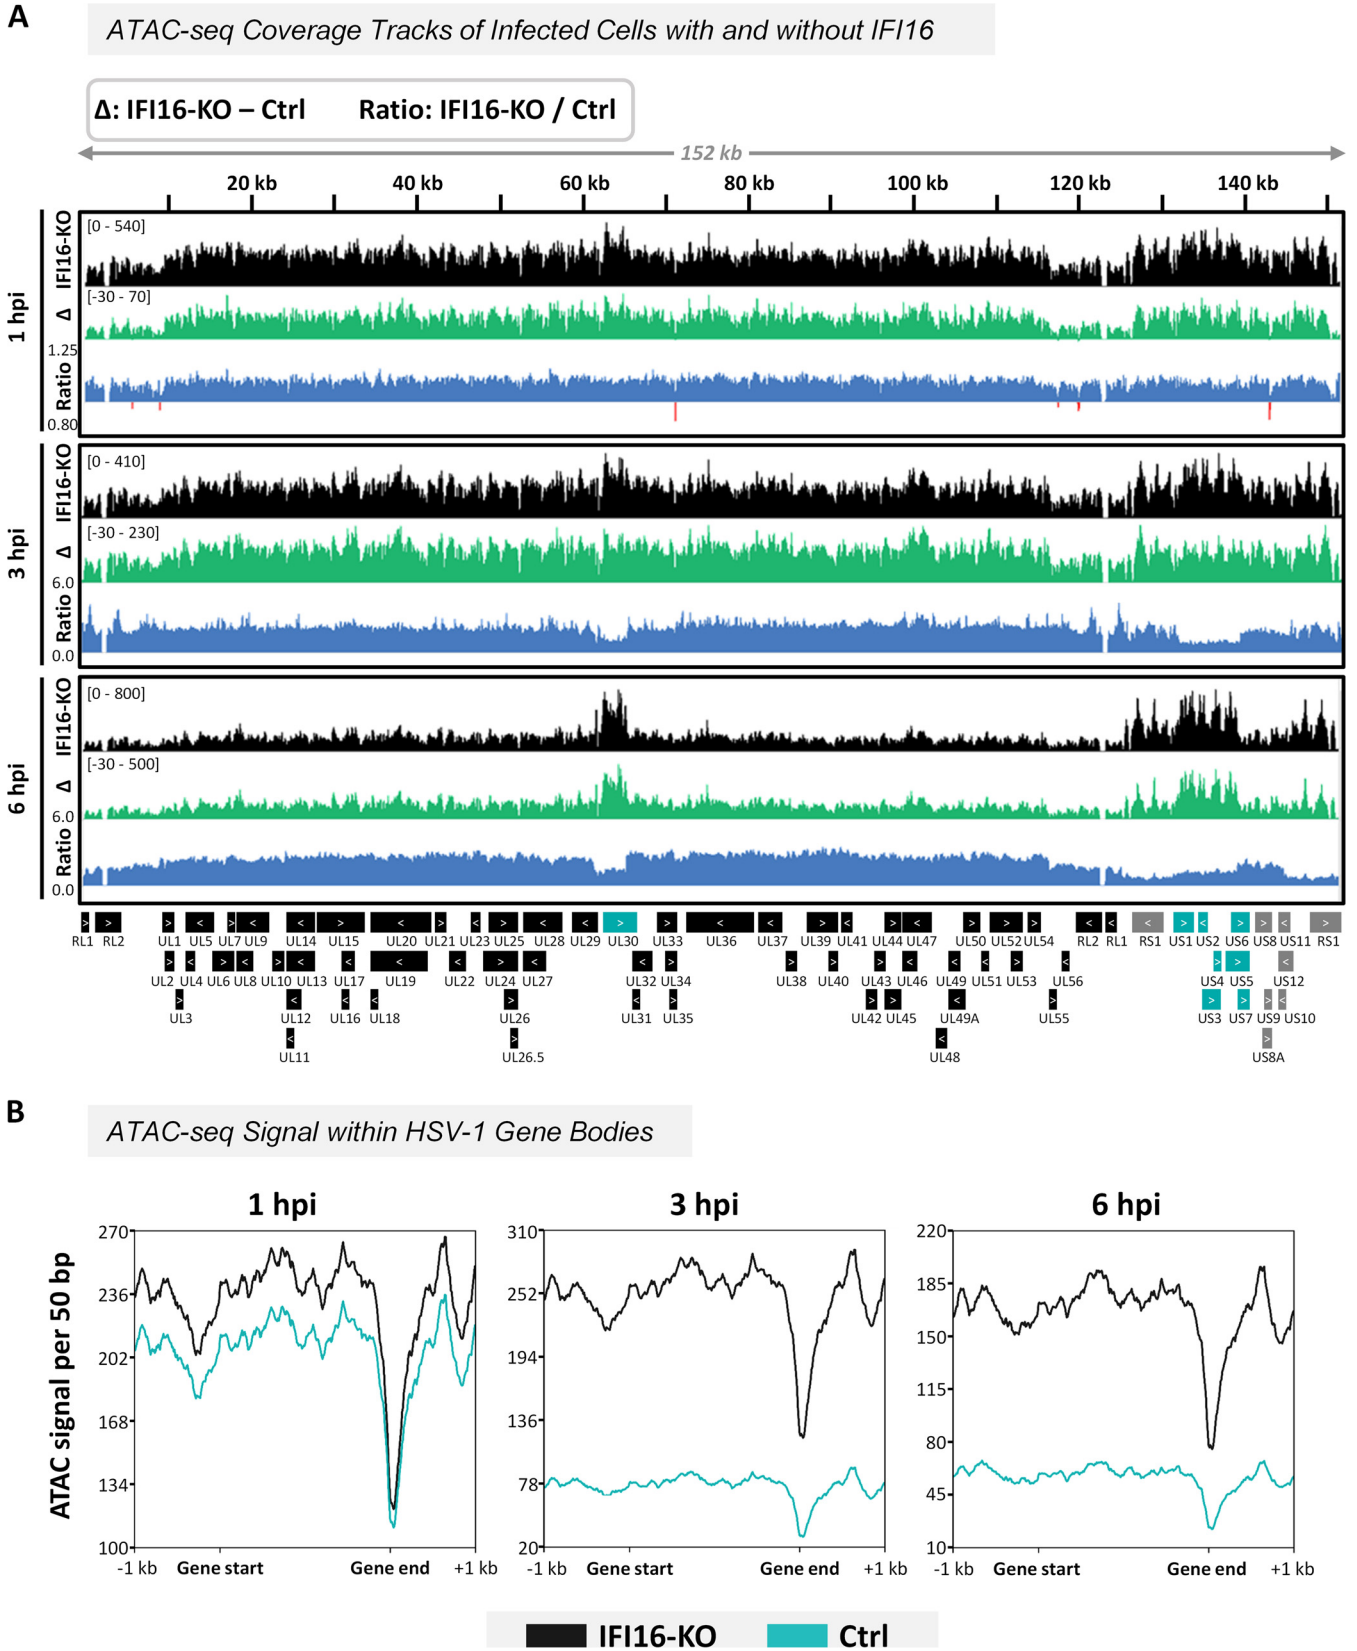 A
ATAC-seq Coverage Tracks of Infected Cells with and without IFI16
Δ: IFI16-KO – Ctrl Ratio: IFI16-KO / Ctrl
152 kb
20 kb 40 kb 60 kb 80 kb 100 kb 120 kb 140 kb
1 hpi
IFI16-KO
[0 - 540]
Δ
[-30 - 70]
Ratio
1.25
0.80
3 hpi
IFI16-KO
[0 - 410]
Δ
[-30 - 230]
Ratio
6.0
0.0
6 hpi
IFI16-KO
[0 - 800]
Δ
[-30 - 500]
Ratio
6.0
0.0
RL1 RL2 UL1 UL5 UL7 UL9 UL14 UL15 UL20 UL21 UL23 UL25 UL28 UL29 UL30 UL33 UL36 UL37 UL39 UL41 UL44 UL47 UL50 UL52 UL54 RL2 RL1 RS1 US1 US2 US6 US8 US11 RS1
UL2 UL4 UL6 UL8 UL10 UL13 UL17 UL19 UL22 UL24 UL27 UL32 UL34 UL38 UL40 UL43 UL46 UL49 UL51 UL53 UL56 US4 US5 US12
UL3 UL12 UL16 UL18 UL26 UL31 UL35 UL42 UL45 UL49A UL55 US3 US7 US9 US10
UL11 UL26.5 UL48 US8A
B
ATAC-seq Signal within HSV-1 Gene Bodies
1 hpi 3 hpi 6 hpi
ATAC signal per 50 bp
270
236
202
168
134
100
-1 kb Gene start Gene end +1 kb
310
252
194
136
78
20
-1 kb Gene start Gene end +1 kb
220
185
150
115
80
45
10
-1 kb Gene start Gene end +1 kb
IFI16-KO Ctrl